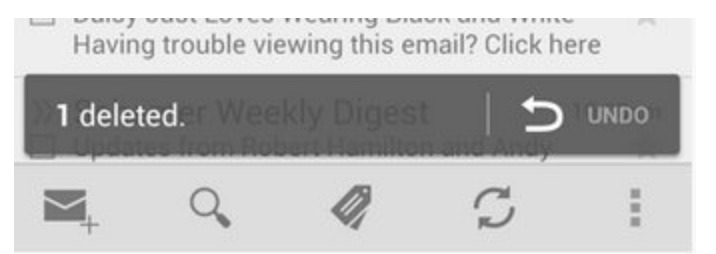 Daisy Just Loves Wearing Black and White
Having trouble viewing this email? Click here
1 deleted.
UNDO
Weekly Digest
Updates from Robert Hamilton and Andy